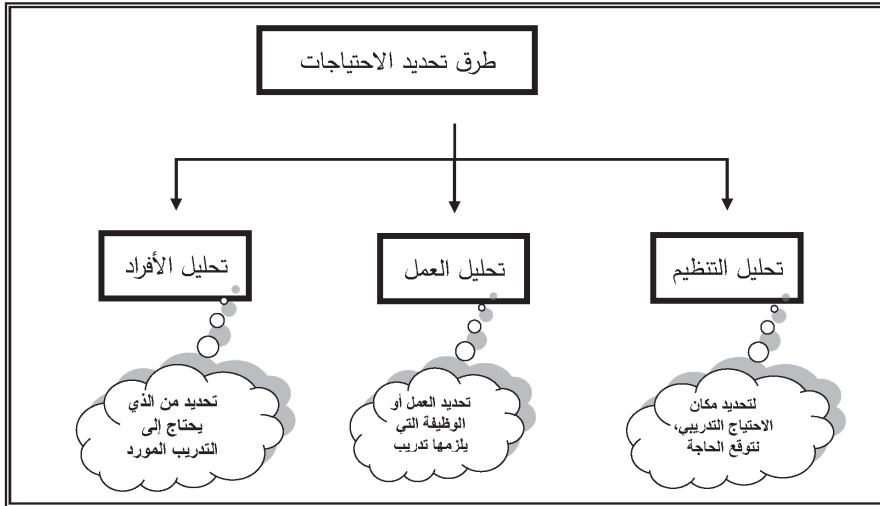 طرق تحديد الاحتياجات
تحليل التنظيم
تحليل العمل
تحليل الأفراد
لتحديد مكان
الاحتياج التدريبي،
نتوقع الحاجة
تحديد العمل أو
الوظيفة التي
يلزمها تدريب
تحديد من الذي
يحتاج إلى
التدريب المورد